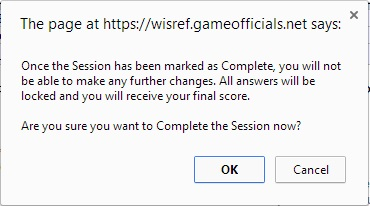 The page at https://wisref.gameofficials.net says:
Once the Session has been marked as Complete, you will not
be able to make any further changes. All answers will be
locked and you will receive your final score.
Are you sure you want to Complete the Session now?
OK Cancel